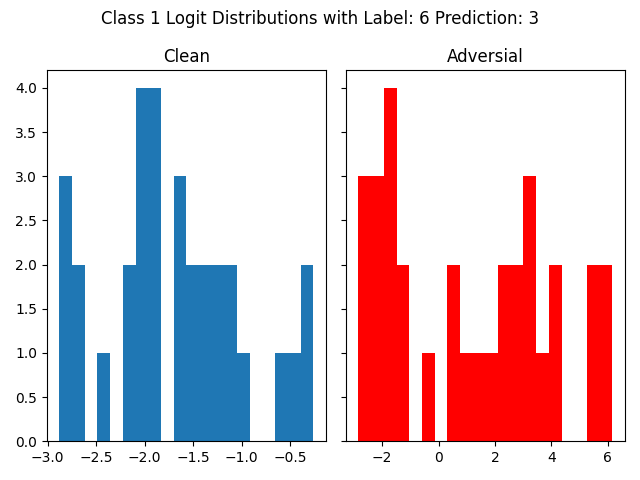 Class 1 Logit Distributions with Label: 6 Prediction: 3
Clean
Adversial
4.0
3.5
3.0
2.5
2.0
1.5
1.0
0.5
0.0
−3.0 −2.5 −2.0 −1.5 −1.0 −0.5
−2 0 2 4 6